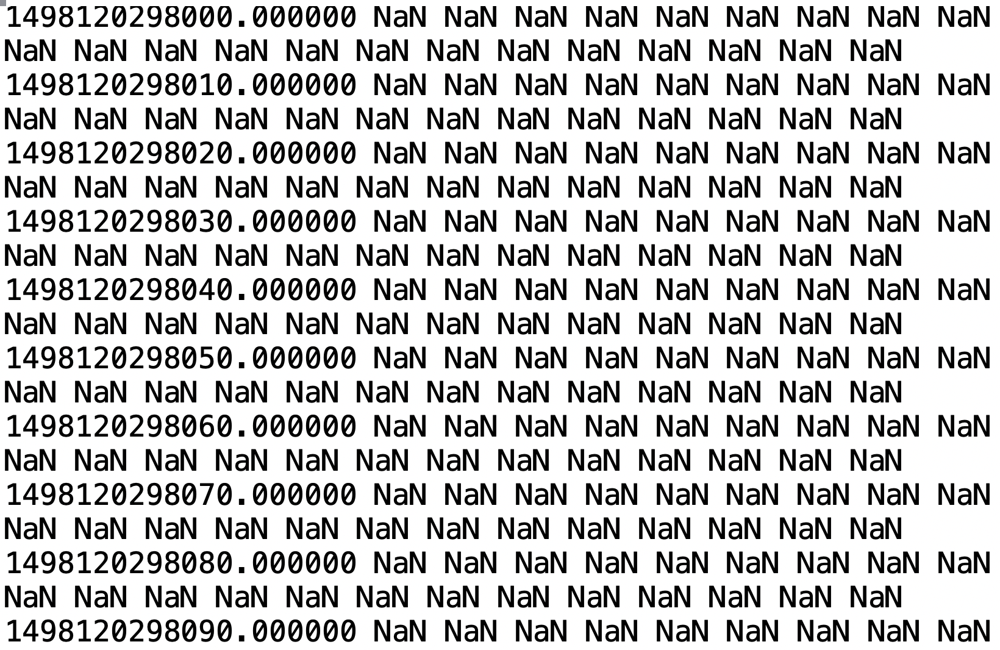 1498120298000.000000 NaN NaN NaN NaN NaN NaN NaN NaN NaN
NaN NaN NaN NaN NaN NaN NaN NaN NaN NaN NaN NaN NaN
1498120298010.000000 NaN NaN NaN NaN NaN NaN NaN NaN NaN
NaN NaN NaN NaN NaN NaN NaN NaN NaN NaN NaN NaN NaN
1498120298020.000000 NaN NaN NaN NaN NaN NaN NaN NaN NaN
NaN NaN NaN NaN NaN NaN NaN NaN NaN NaN NaN NaN NaN
1498120298030.000000 NaN NaN NaN NaN NaN NaN NaN NaN NaN
NaN NaN NaN NaN NaN NaN NaN NaN NaN NaN NaN NaN NaN
1498120298040.000000 NaN NaN NaN NaN NaN NaN NaN NaN NaN
NaN NaN NaN NaN NaN NaN NaN NaN NaN NaN NaN NaN NaN
1498120298050.000000 NaN NaN NaN NaN NaN NaN NaN NaN NaN
NaN NaN NaN NaN NaN NaN NaN NaN NaN NaN NaN NaN NaN
1498120298060.000000 NaN NaN NaN NaN NaN NaN NaN NaN NaN
NaN NaN NaN NaN NaN NaN NaN NaN NaN NaN NaN NaN NaN
1498120298070.000000 NaN NaN NaN NaN NaN NaN NaN NaN NaN
NaN NaN NaN NaN NaN NaN NaN NaN NaN NaN NaN NaN NaN
1498120298080.000000 NaN NaN NaN NaN NaN NaN NaN NaN NaN
NaN NaN NaN NaN NaN NaN NaN NaN NaN NaN NaN NaN NaN
1498120298090.000000 NaN NaN NaN NaN NaN NaN NaN NaN NaN